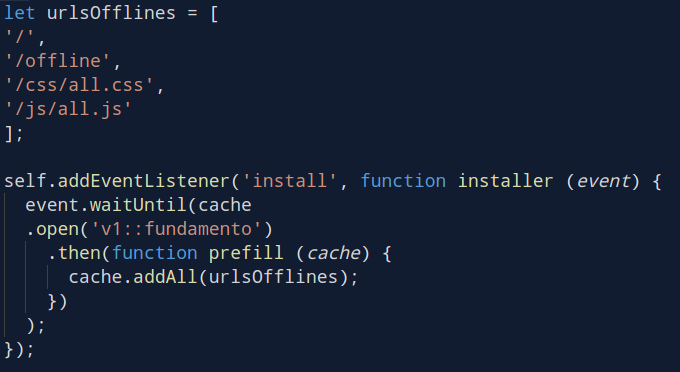 let urlsOfflines = [
'/',
'/offline',
'/css/all.css',
'/js/all.js'
];
self.addEventListener('install', function installer (event) {
event.waitUntil(cache
.open('v1::fundamento')
.then(function prefill (cache) {
cache.addAll(urlsOfflines);
})
);
});